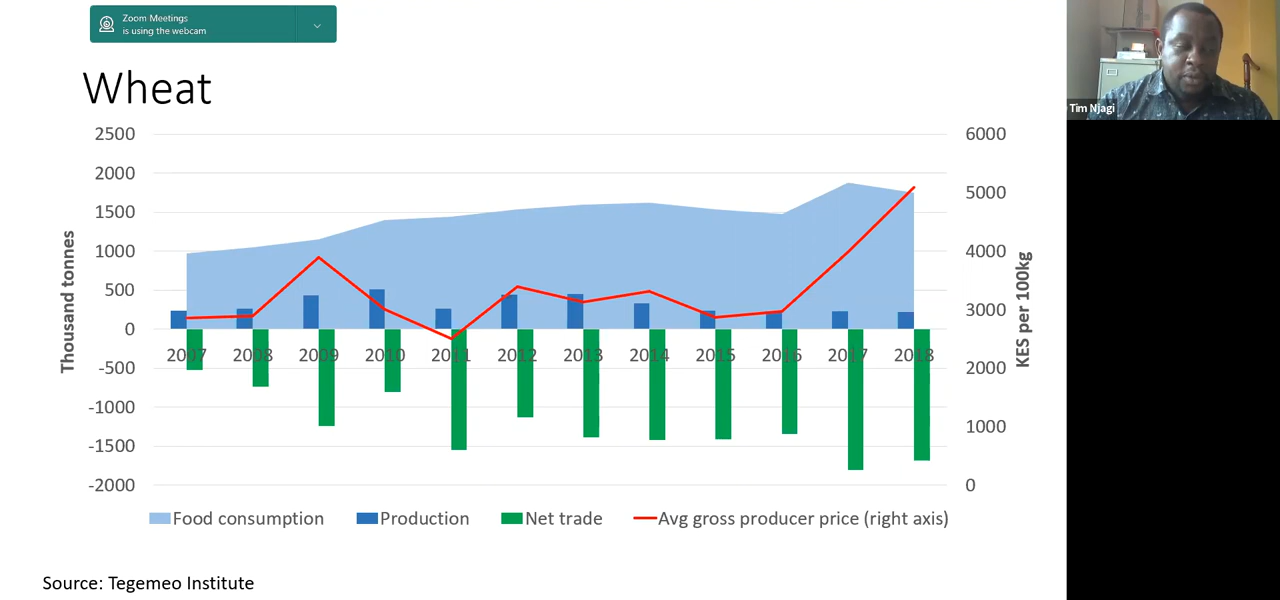 Zoom Meetings
is using the webcam
Tim Njagi
Wheat
2500
2000
1500
1000
500
0
-500
-1000
-1500
-2000
Thousand tonnes
2007 2008 2009 2010 2011 2012 2013 2014 2015 2016 2017 2018
6000
5000
4000
3000
2000
1000
0
KES per 100kg
Food consumption Production Net trade Avg gross producer price (right axis)
Source: Tegemeo Institute